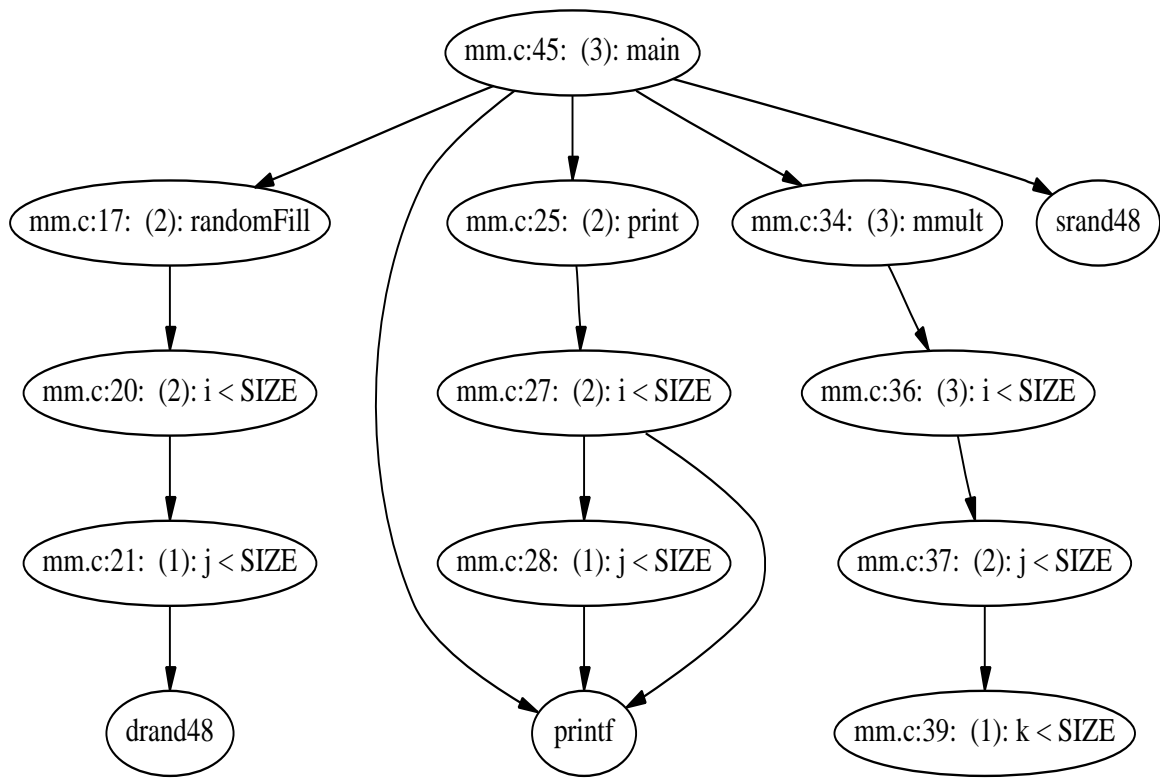 mm.c:45: (3): main
mm.c:17: (2): randomFill
mm.c:25: (2): print
mm.c:34: (3): mmult
srand48
mm.c:20: (2): i < SIZE
mm.c:27: (2): i < SIZE
mm.c:36: (3): i < SIZE
mm.c:21: (1): j < SIZE
mm.c:28: (1): j < SIZE
mm.c:37: (2): j < SIZE
drand48
printf
mm.c:39: (1): k < SIZE